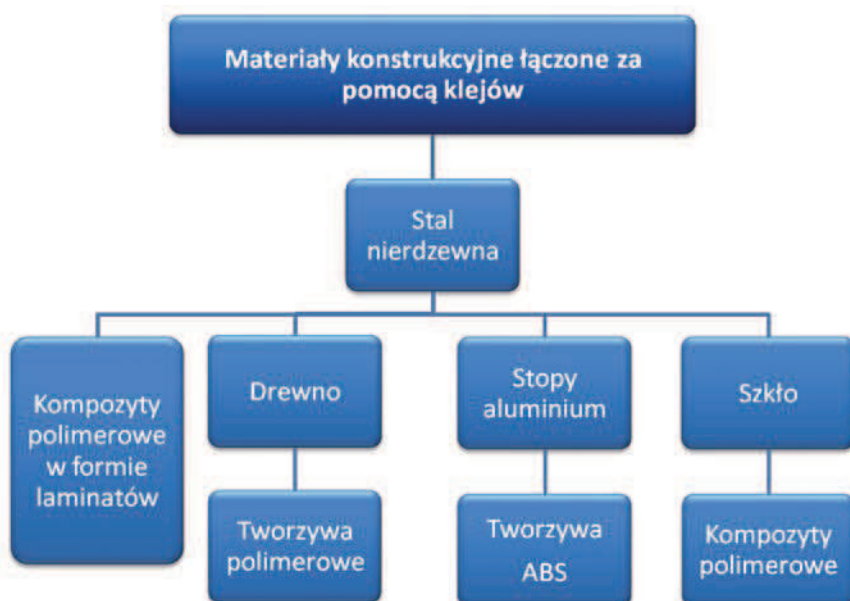 Materiały konstrukcyjne łączone za
pomocą klejów
Stal
nierdzewna
Kompozyty
polimerowe
w formie
laminatów
Drewno
Stopy
aluminium
Szkło
Tworzywa
polimerowe
Tworzywa
ABS
Kompozyty
polimerowe